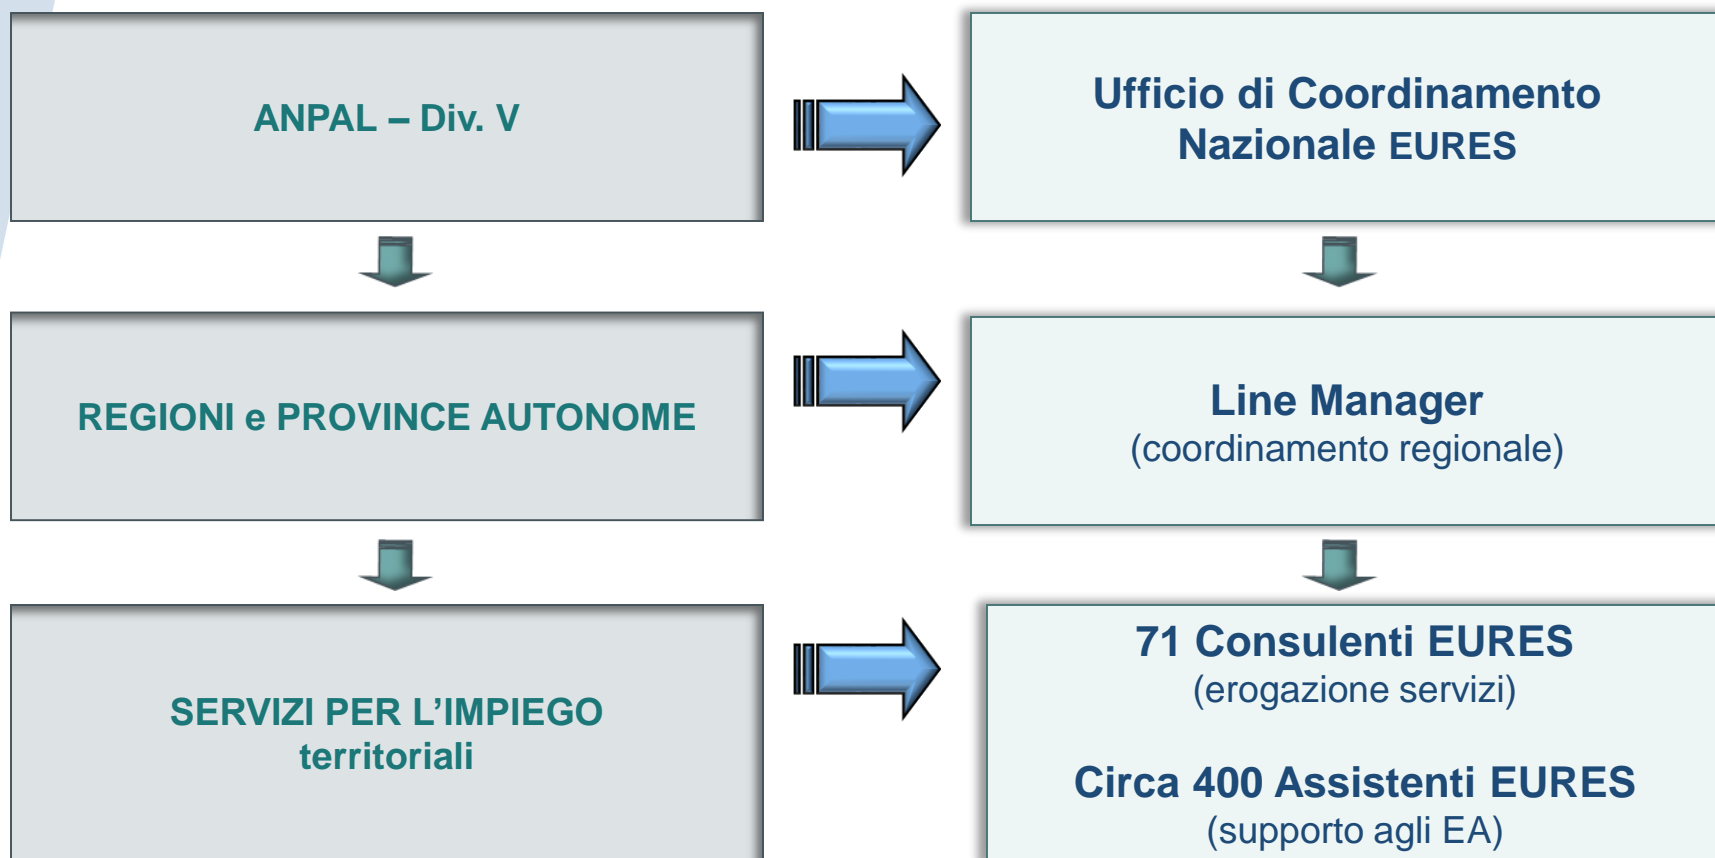 ANPAL – Div. V
Ufficio di Coordinamento
Nazionale EURES
REGIONI e PROVINCE AUTONOME
Line Manager
(coordinamento regionale)
SERVIZI PER L’IMPIEGO
territoriali
71 Consulenti EURES
(erogazione servizi)
Circa 400 Assistenti EURES
(supporto agli EA)